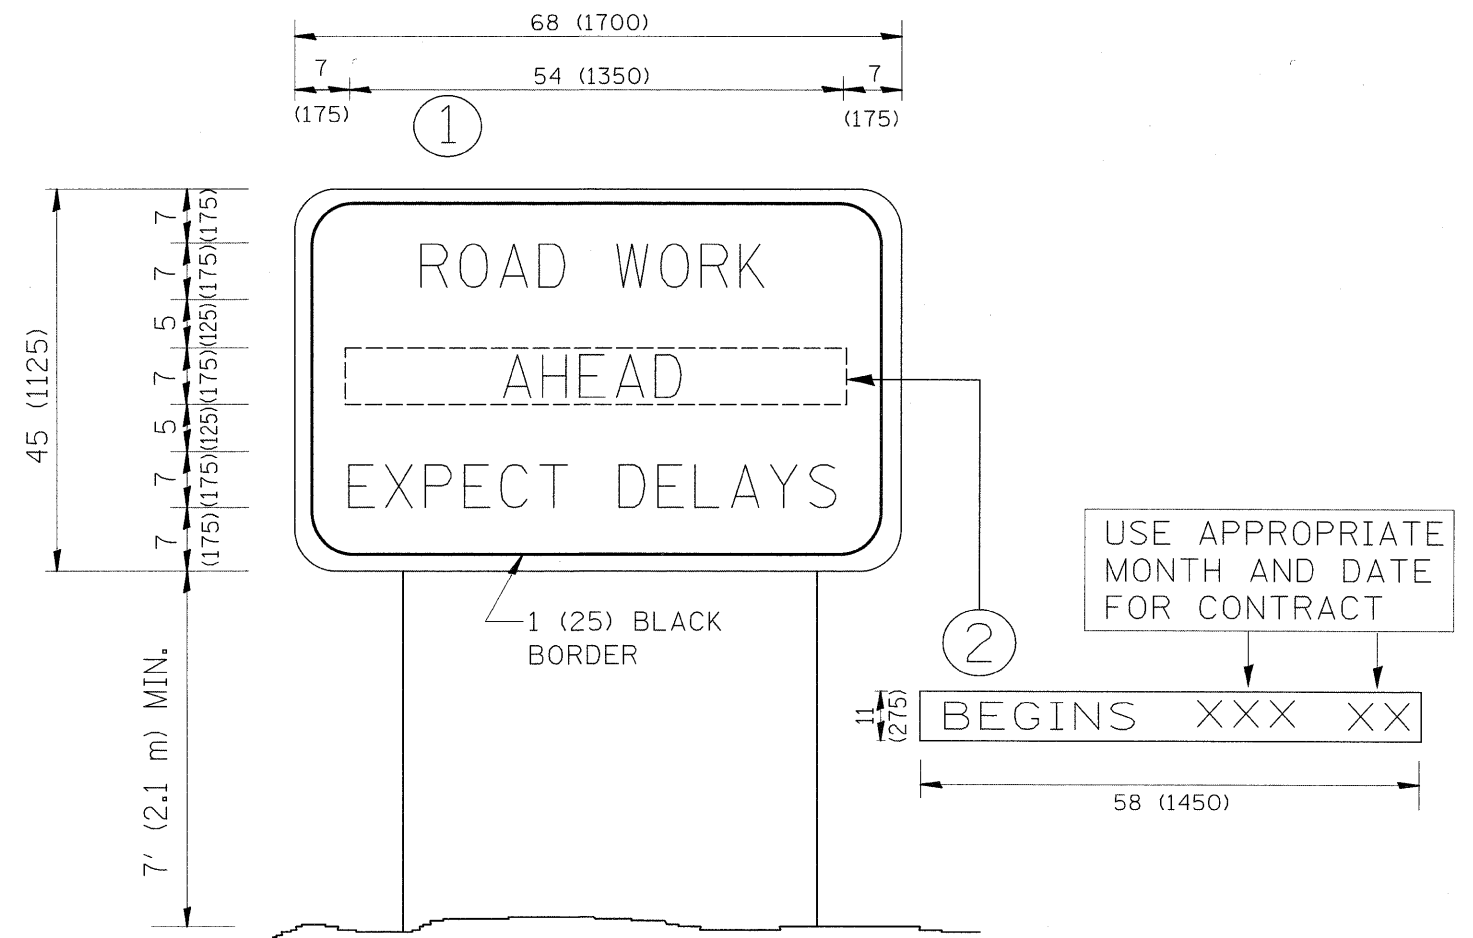 68 (1700)
7
54 (1350)
7
(175)
(175)
1
45 (1125)
7
(175)
7
(175)
5
(125)
7
(175)
5
(125)
7
(175)
7
(175)
ROAD WORK
AHEAD
EXPECT DELAYS
1 (25) BLACK
BORDER
7' (2.1 m) MIN.
2
USE APPROPRIATE
MONTH AND DATE
FOR CONTRACT
11
(275)
BEGINS XXX XX
58 (1450)